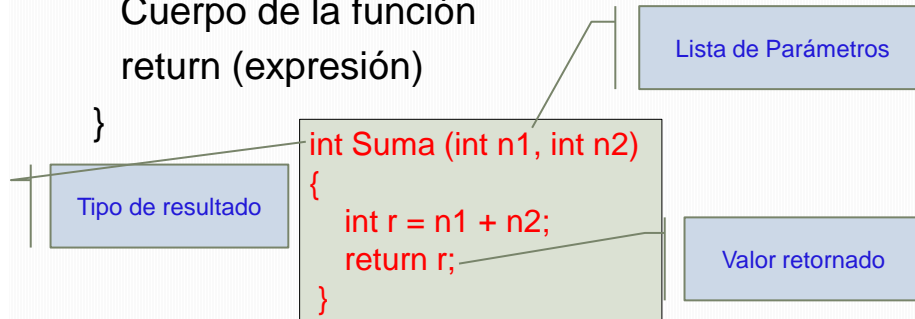 Cuerpo de la función
return (expresión)
}
Lista de Parámetros
int Suma (int n1, int n2)
{
int r = n1 + n2;
return r;
}
Tipo de resultado
Valor retornado